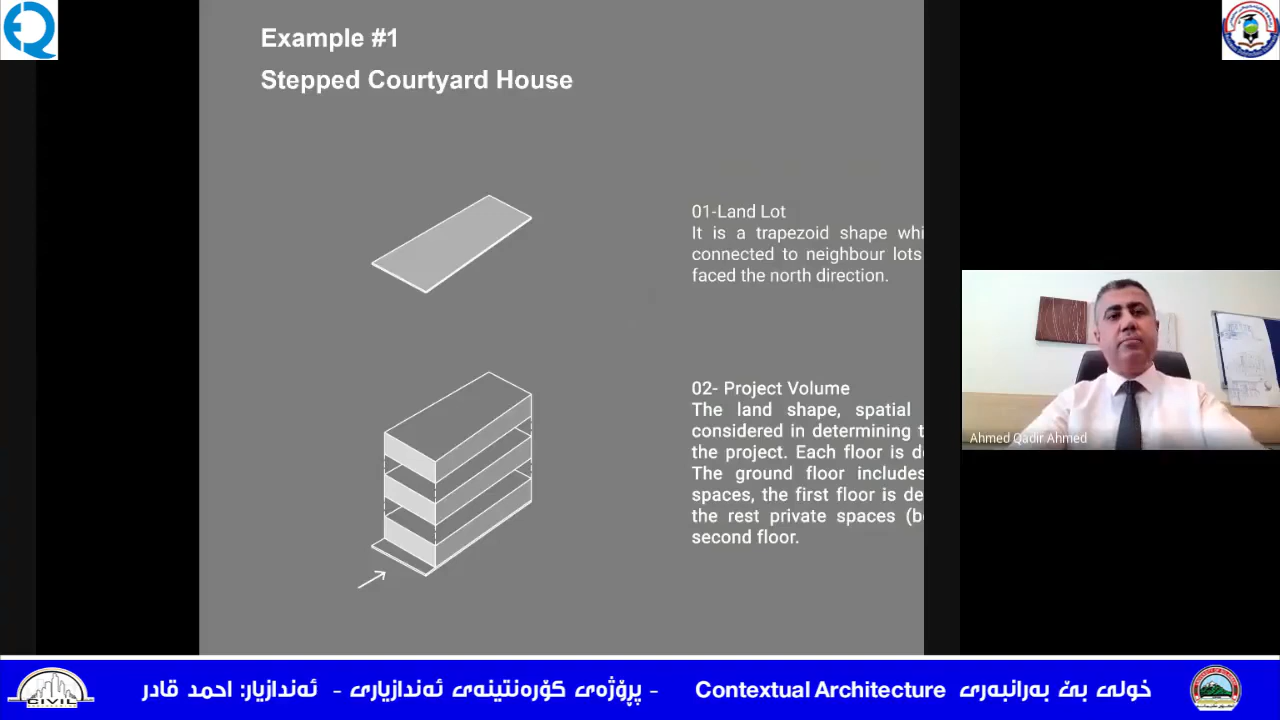 Example #1
Stepped Courtyard House
01-Land Lot
It is a trapezoid shape whi
connected to neighbour lots
faced the north direction.
02- Project Volume
The land shape, spatial
considered in determining t
the project. Each floor is d
The ground floor includes
spaces, the first floor is de
the rest private spaces (b
second floor.
Ahmed Qadir Ahmed
خولی بێ بەرانبەری Contextual Architecture - پڕۆژەی کۆرەنتینەی ئەندازیاری - ئەندازیار: احمد قادر
CIVIL